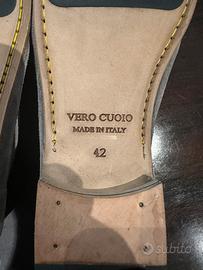 VERO CUOIO
MADE IN ITALY
42
subito